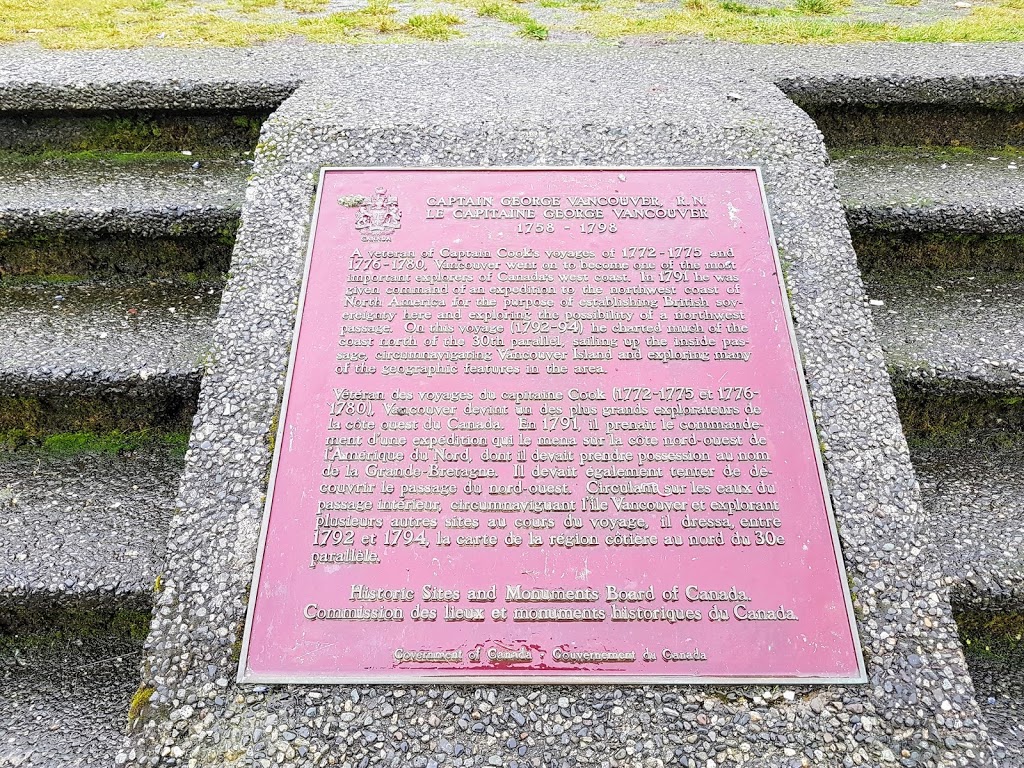 CANADA
CAPTAIN GEORGE VANCOUVER, R.N.
LE CAPITAINE GEORGE VANCOUVER
1758 - 1798
A veteran of Captain Cook's voyages of 1772-1775 and
1776-1780, Vancouver went on to become one of the most
important explorers of Canada's west coast. In 1791 he was
given command of an expedition to the northwest coast of
North America for the purpose of establishing British sov-
ereignty here and exploring the possibility of a northwest
passage. On this voyage (1792-94) he charted much of the
coast north of the 30th parallel, sailing up the inside pas-
sage, circumnavigating Vancouver Island and exploring many
of the geographic features in the area.
Vétéran des voyages du capitaine Cook (1772-1775 et 1776-
1780), Vancouver devint un des plus grands explorateurs de
la côte ouest du Canada. En 1791, il prenait le commande-
ment d'une expédition qui le mena sur la côte nord-ouest de
l'Amérique du Nord, dont il devait prendre possession au nom
de la Grande-Bretagne. Il devait également tenter de dé-
couvrir le passage du nord-ouest. Circulant sur les eaux du
passage intérieur, circumnaviguant l'île Vancouver et explorant
plusieurs autres sites au cours du voyage, il dressa, entre
1792 et 1794, la carte de la région côtière au nord du 30e
parallèle.
Historic Sites and Monuments Board of Canada.
Commission des lieux et monuments historiques du Canada.
Government of Canada - Gouvernement du Canada